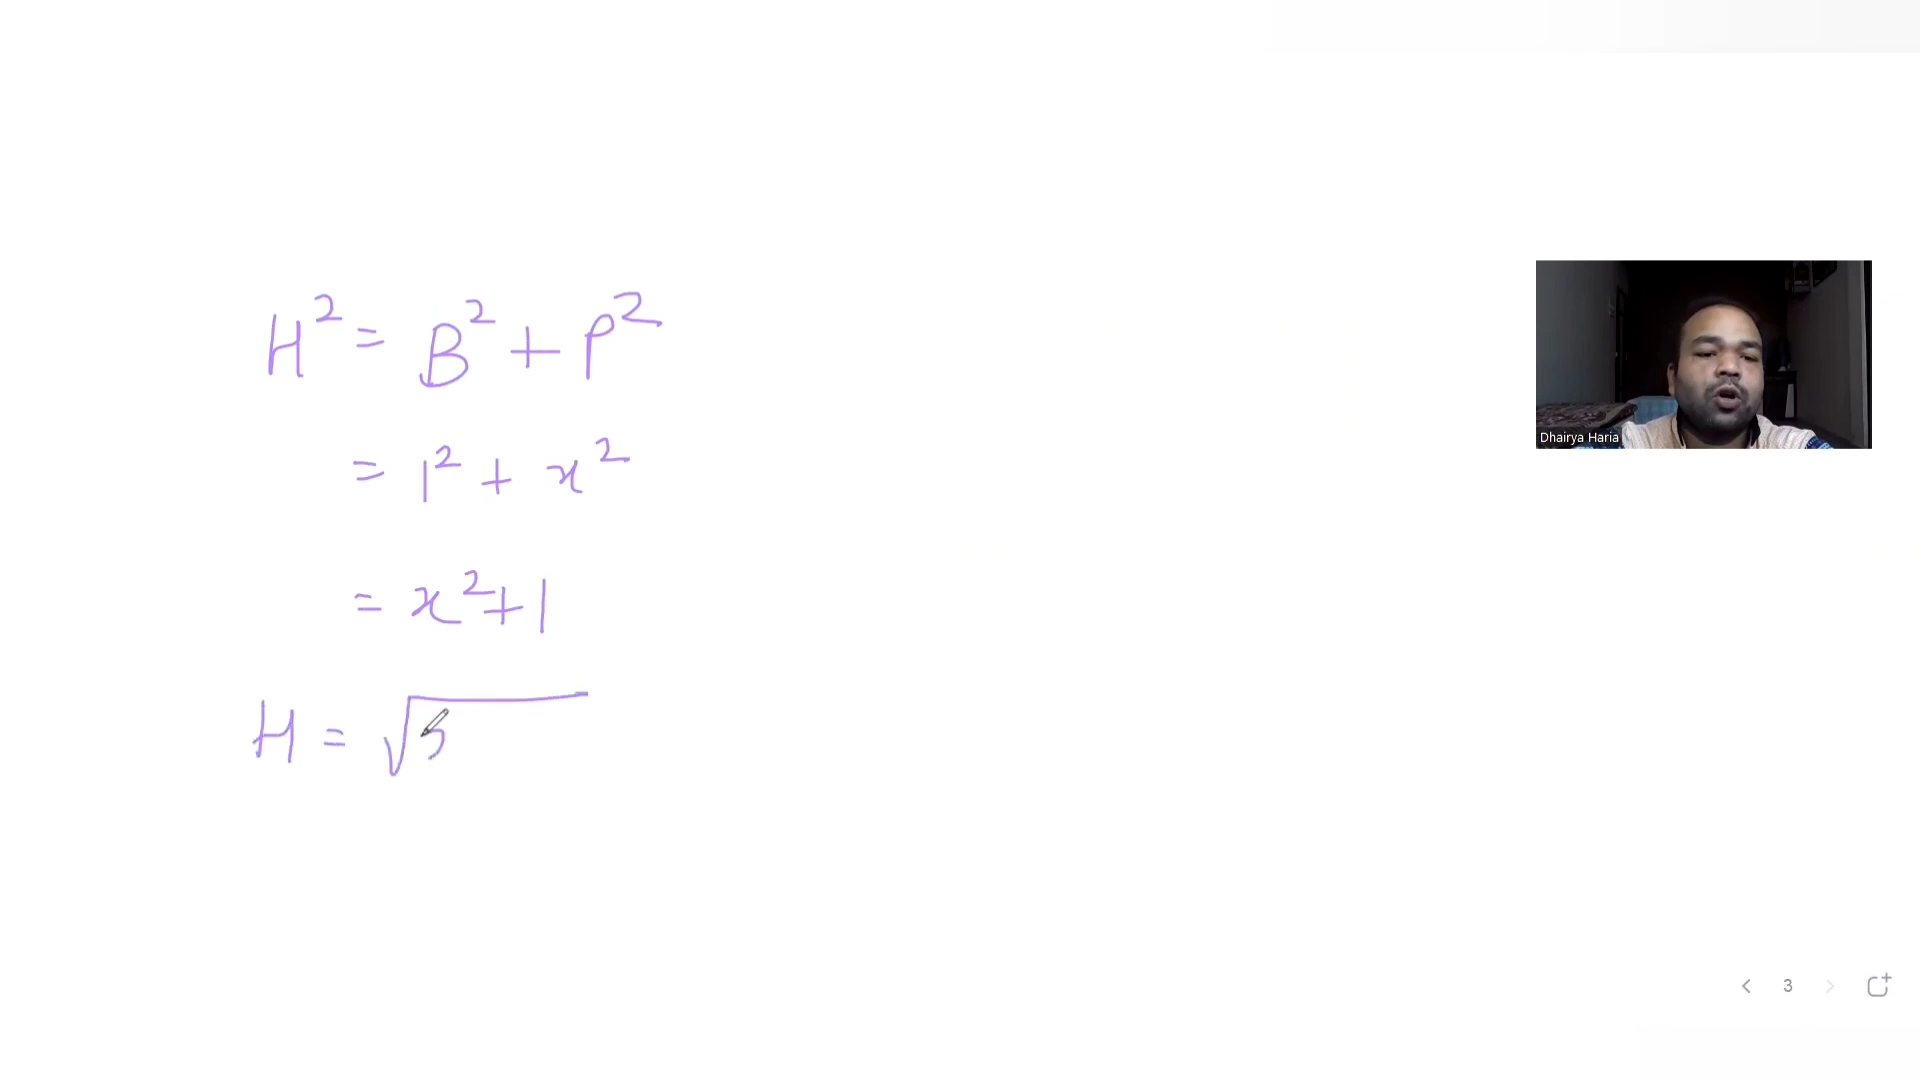 H² = B² + P²
= 1² + x²
= x² + 1
H = √
Dhairya Haria
3